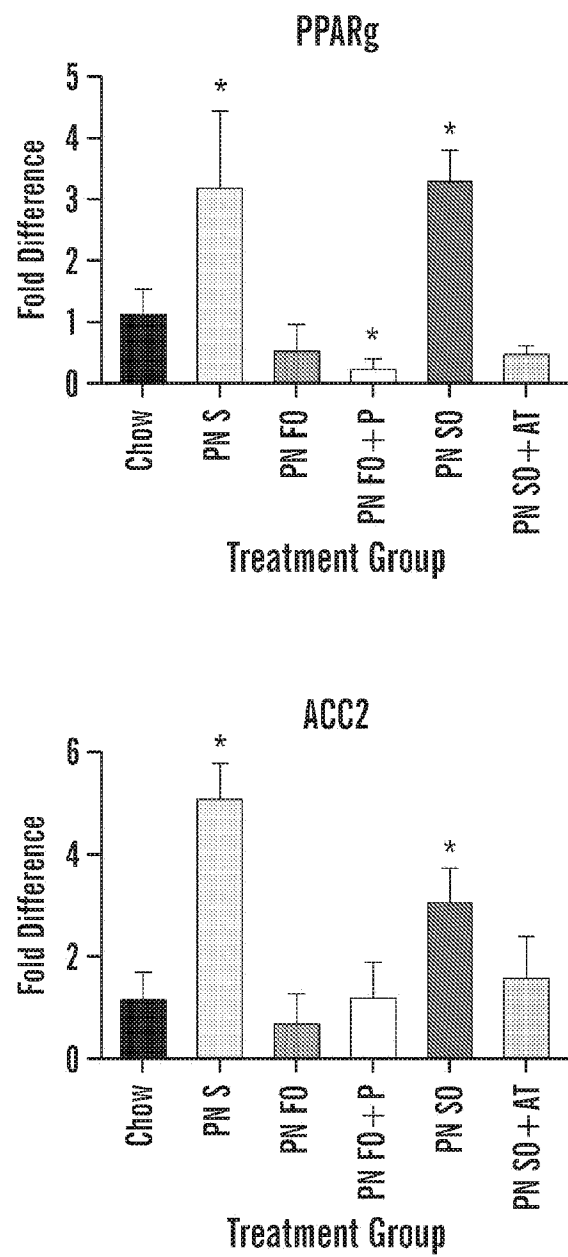 PPARg
5
4
3
2
1
0
Fold Difference
*
*
*
Chow
PN S
PN FO
PN FO+P
PN SO
PN SO+AT
Treatment Group
ACC2
6
4
2
0
Fold Difference
*
*
Chow
PN S
PN FO
PN FO+P
PN SO
PN SO+AT
Treatment Group